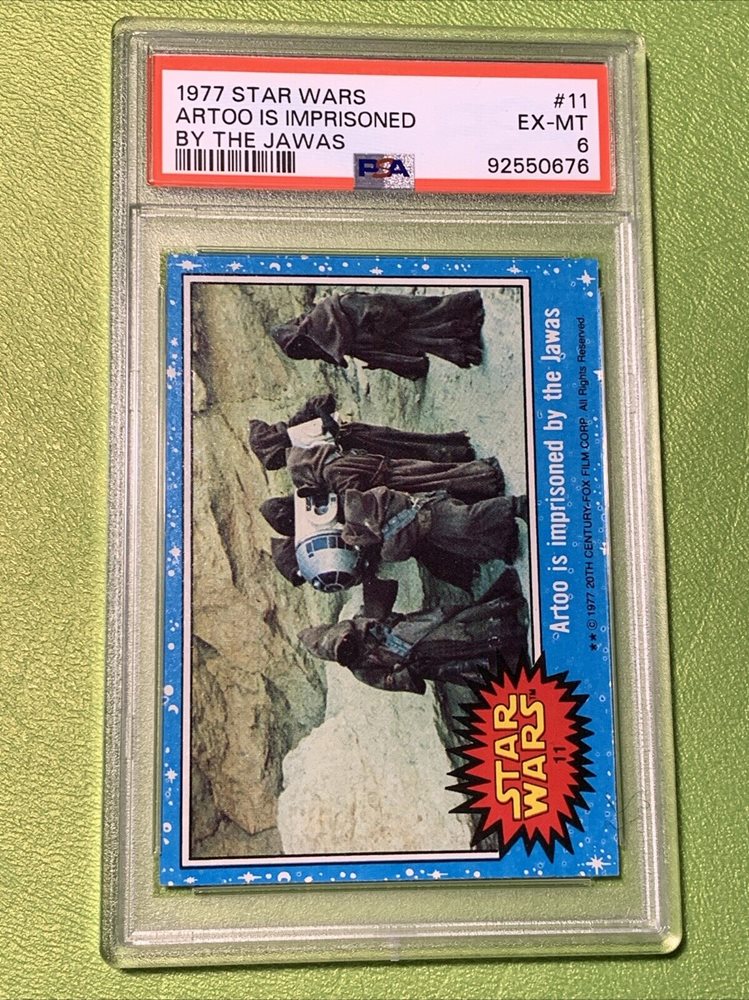 1977 STAR WARS #11
ARTOO IS IMPRISONED EX-MT
BY THE JAWAS 6
PSA 92550676
Artoo is imprisoned by the Jawas
★★ © 1977 20TH CENTURY-FOX FILM CORP. All Rights Reserved
STAR
WARS™
11